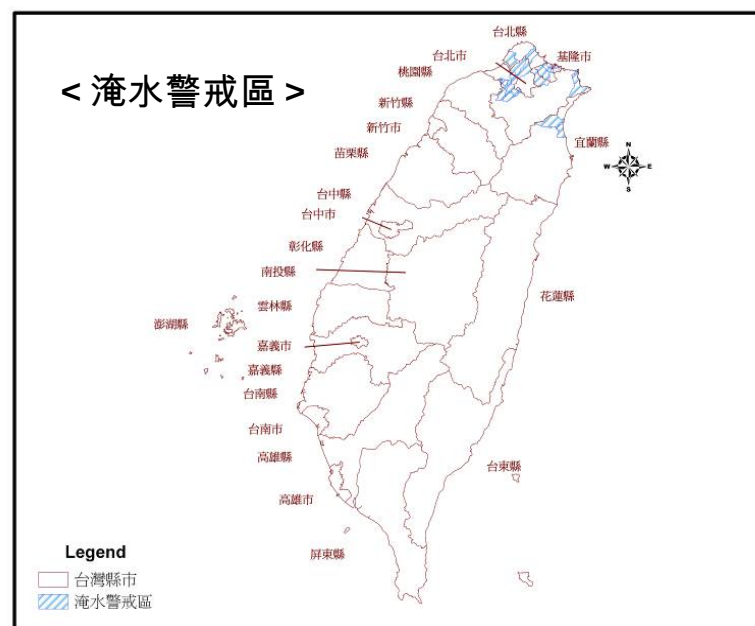 <淹水警戒區>
台北縣
台北市
基隆市
桃園縣
新竹縣
新竹市
宜蘭縣
苗栗縣
N
W
E
S
台中縣
台中市
彰化縣
南投縣
花蓮縣
雲林縣
澎湖縣
嘉義市
嘉義縣
台南縣
台南市
高雄縣
台東縣
高雄市
屏東縣
Legend
台灣縣市
淹水警戒區